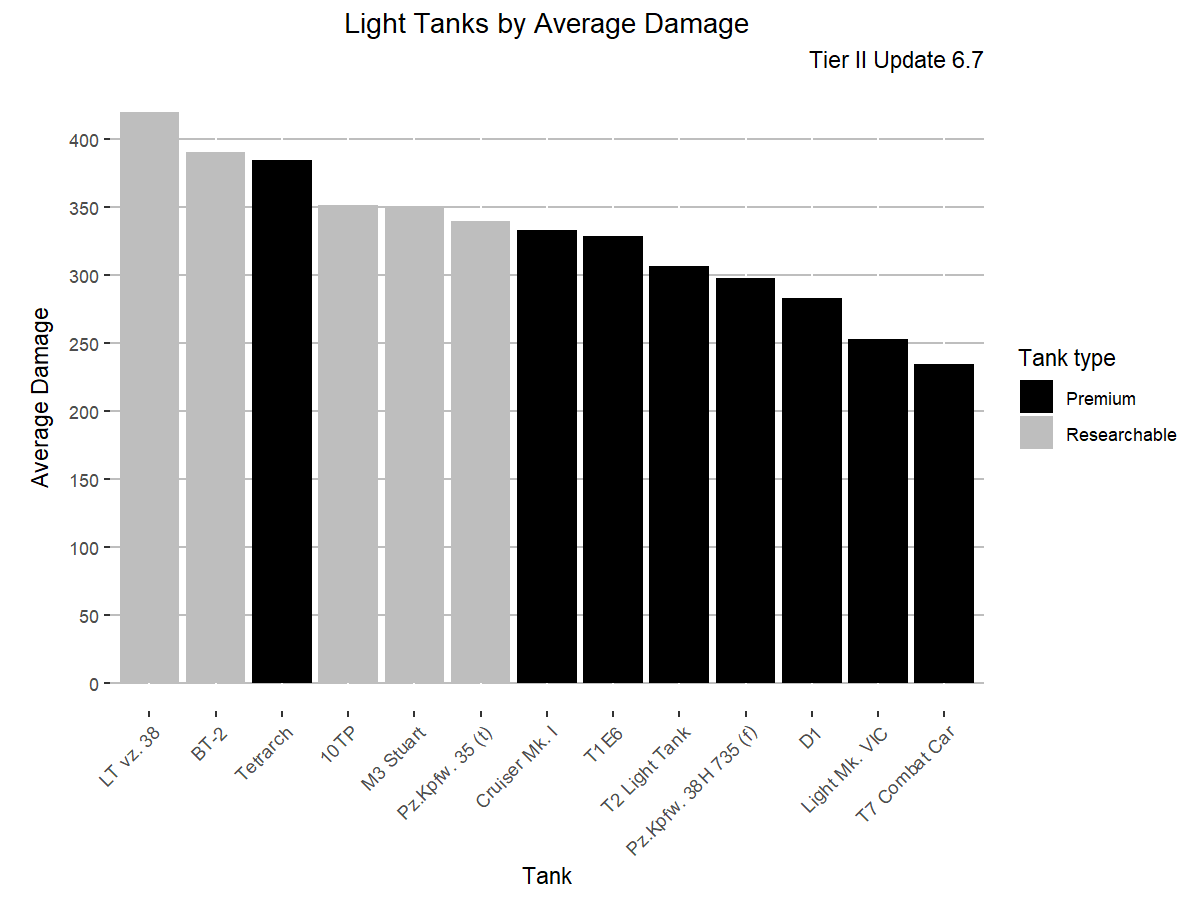 Light Tanks by Average Damage
Tier II Update 6.7
Average Damage
400
350
300
250
200
150
100
50
0
LT vz. 38
BT-2
Tetrarch
10TP
M3 Stuart
Pz.Kpfw. 35 (t)
Cruiser Mk. I
T1E6
T2 Light Tank
Pz.Kpfw. 38H 735 (f)
D1
Light Mk. VIC
T7 Combat Car
Tank
Tank type
Premium
Researchable